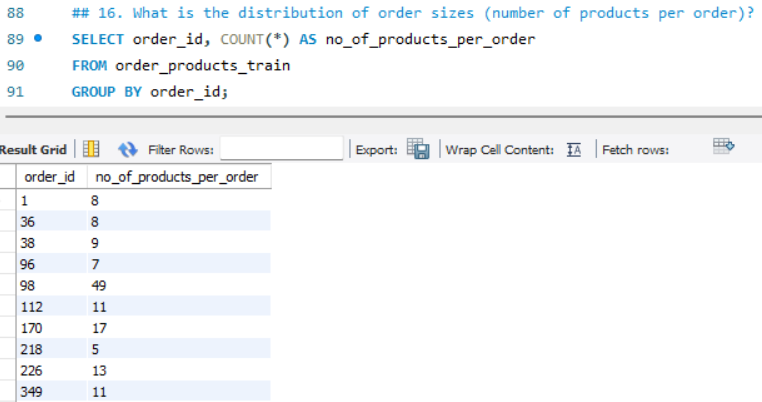 88 ## 16. What is the distribution of order sizes (number of products per order)?
89 SELECT order_id, COUNT(*) AS no_of_products_per_order
90 FROM order_products_train
91 GROUP BY order_id;
Result Grid Filter Rows: Export: Wrap Cell Content: IA Fetch rows:
order_id no_of_products_per_order
1 8
36 8
38 9
96 7
98 49
112 11
170 17
218 5
226 13
349 11